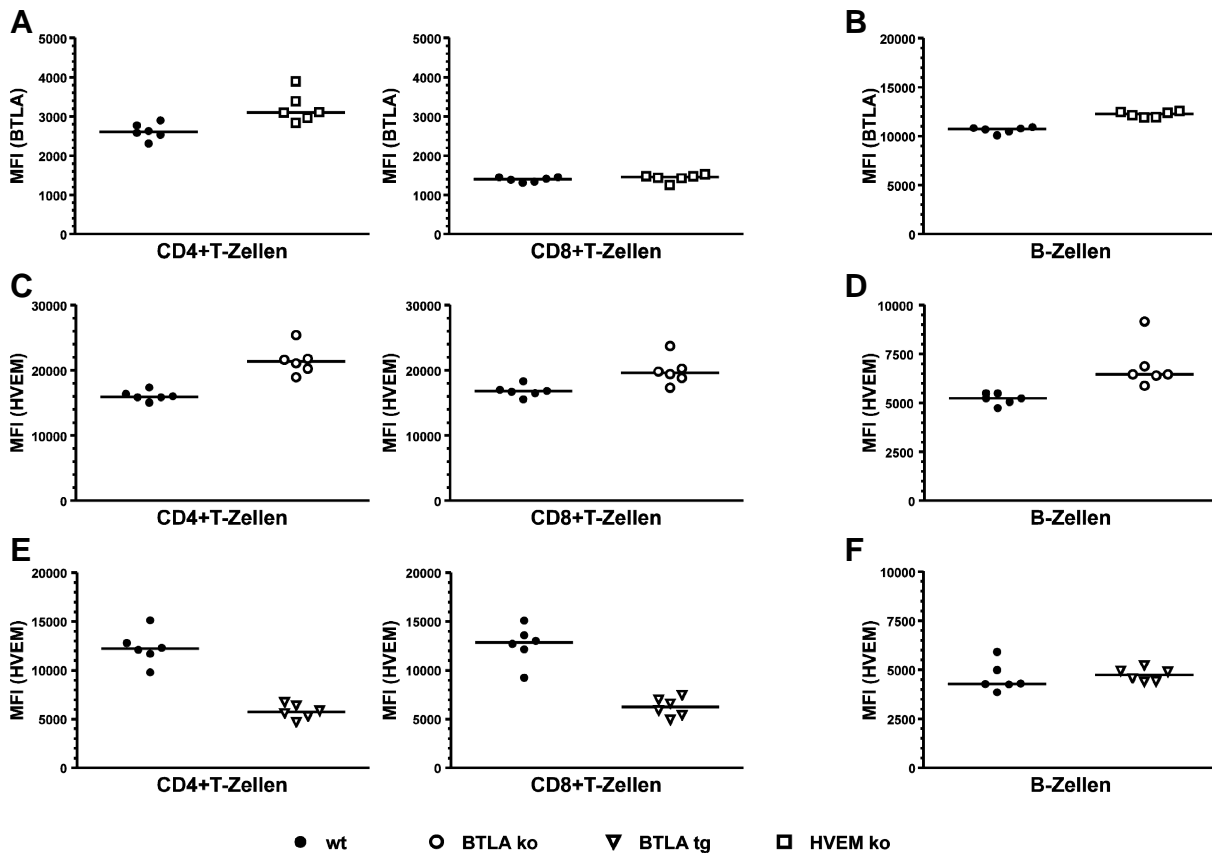 A
MFI (BTLA)
5000
4000
3000
2000
1000
0
CD4+T-Zellen
MFI (BTLA)
5000
4000
3000
2000
1000
0
CD8+T-Zellen
B
MFI (BTLA)
20000
15000
10000
5000
0
B-Zellen
C
MFI (HVEM)
30000
20000
10000
0
CD4+T-Zellen
MFI (HVEM)
30000
20000
10000
0
CD8+T-Zellen
D
MFI (HVEM)
10000
7500
5000
2500
0
B-Zellen
E
MFI (HVEM)
20000
15000
10000
5000
0
CD4+T-Zellen
MFI (HVEM)
20000
15000
10000
5000
0
CD8+T-Zellen
F
MFI (HVEM)
10000
7500
5000
2500
0
B-Zellen
wt BTLA ko BTLA tg HVEM ko